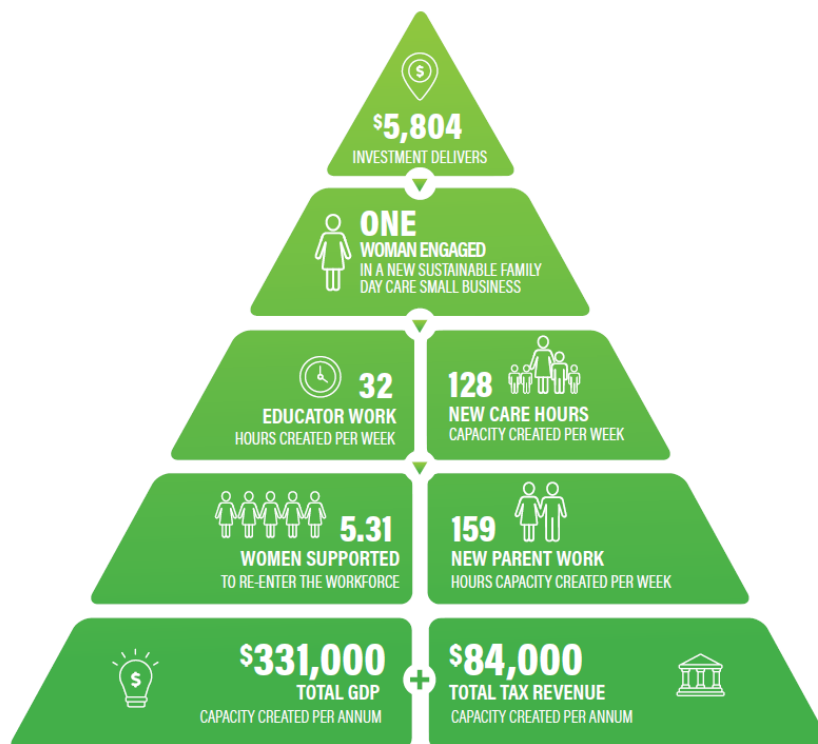 $
$5,804
INVESTMENT DELIVERS
ONE
WOMAN ENGAGED
IN A NEW SUSTAINABLE FAMILY
DAY CARE SMALL BUSINESS
32
EDUCATOR WORK
HOURS CREATED PER WEEK
128
NEW CARE HOURS
CAPACITY CREATED PER WEEK
5.31
WOMEN SUPPORTED
TO RE-ENTER THE WORKFORCE
159
NEW PARENT WORK
HOURS CAPACITY CREATED PER WEEK
$
$331,000
TOTAL GDP
CAPACITY CREATED PER ANNUM
+
$84,000
TOTAL TAX REVENUE
CAPACITY CREATED PER ANNUM